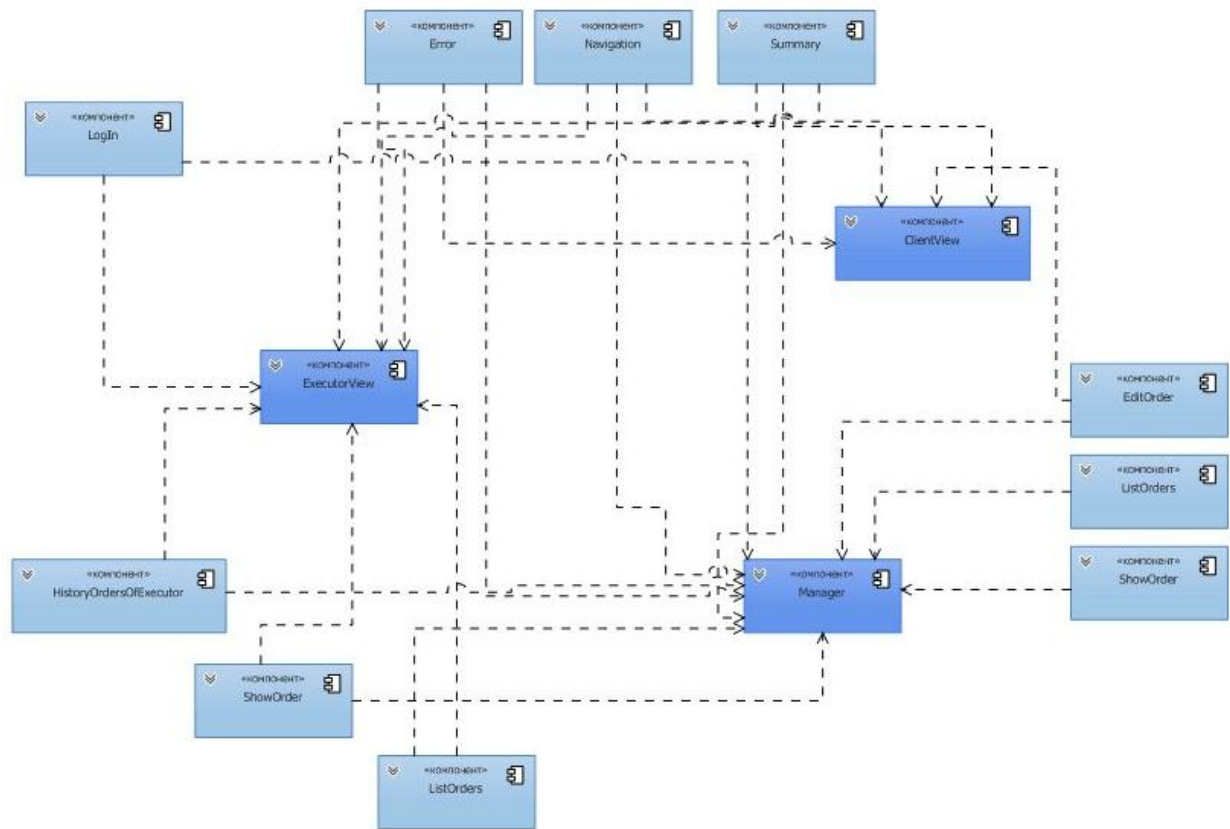 «компонент»
Error
«компонент»
Navigation
«компонент»
Summary
«компонент»
LogIn
«компонент»
ClientView
«компонент»
ExecutorView
«компонент»
EditOrder
«компонент»
ListOrders
«компонент»
HistoryOrdersOfExecutor
«компонент»
Manager
«компонент»
ShowOrder
«компонент»
ShowOrder
«компонент»
ListOrders